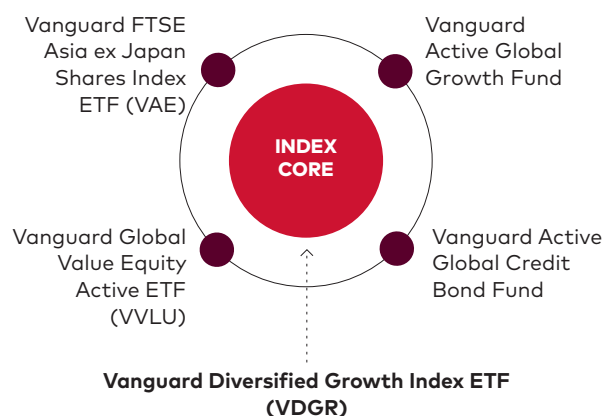 Vanguard FTSE
Asia ex Japan
Shares Index
ETF (VAE)
Vanguard
Active Global
Growth Fund
INDEX
CORE
Vanguard Global
Value Equity
Active ETF
(VVLU)
Vanguard Active
Global Credit
Bond Fund
Vanguard Diversified Growth Index ETF
(VDGR)